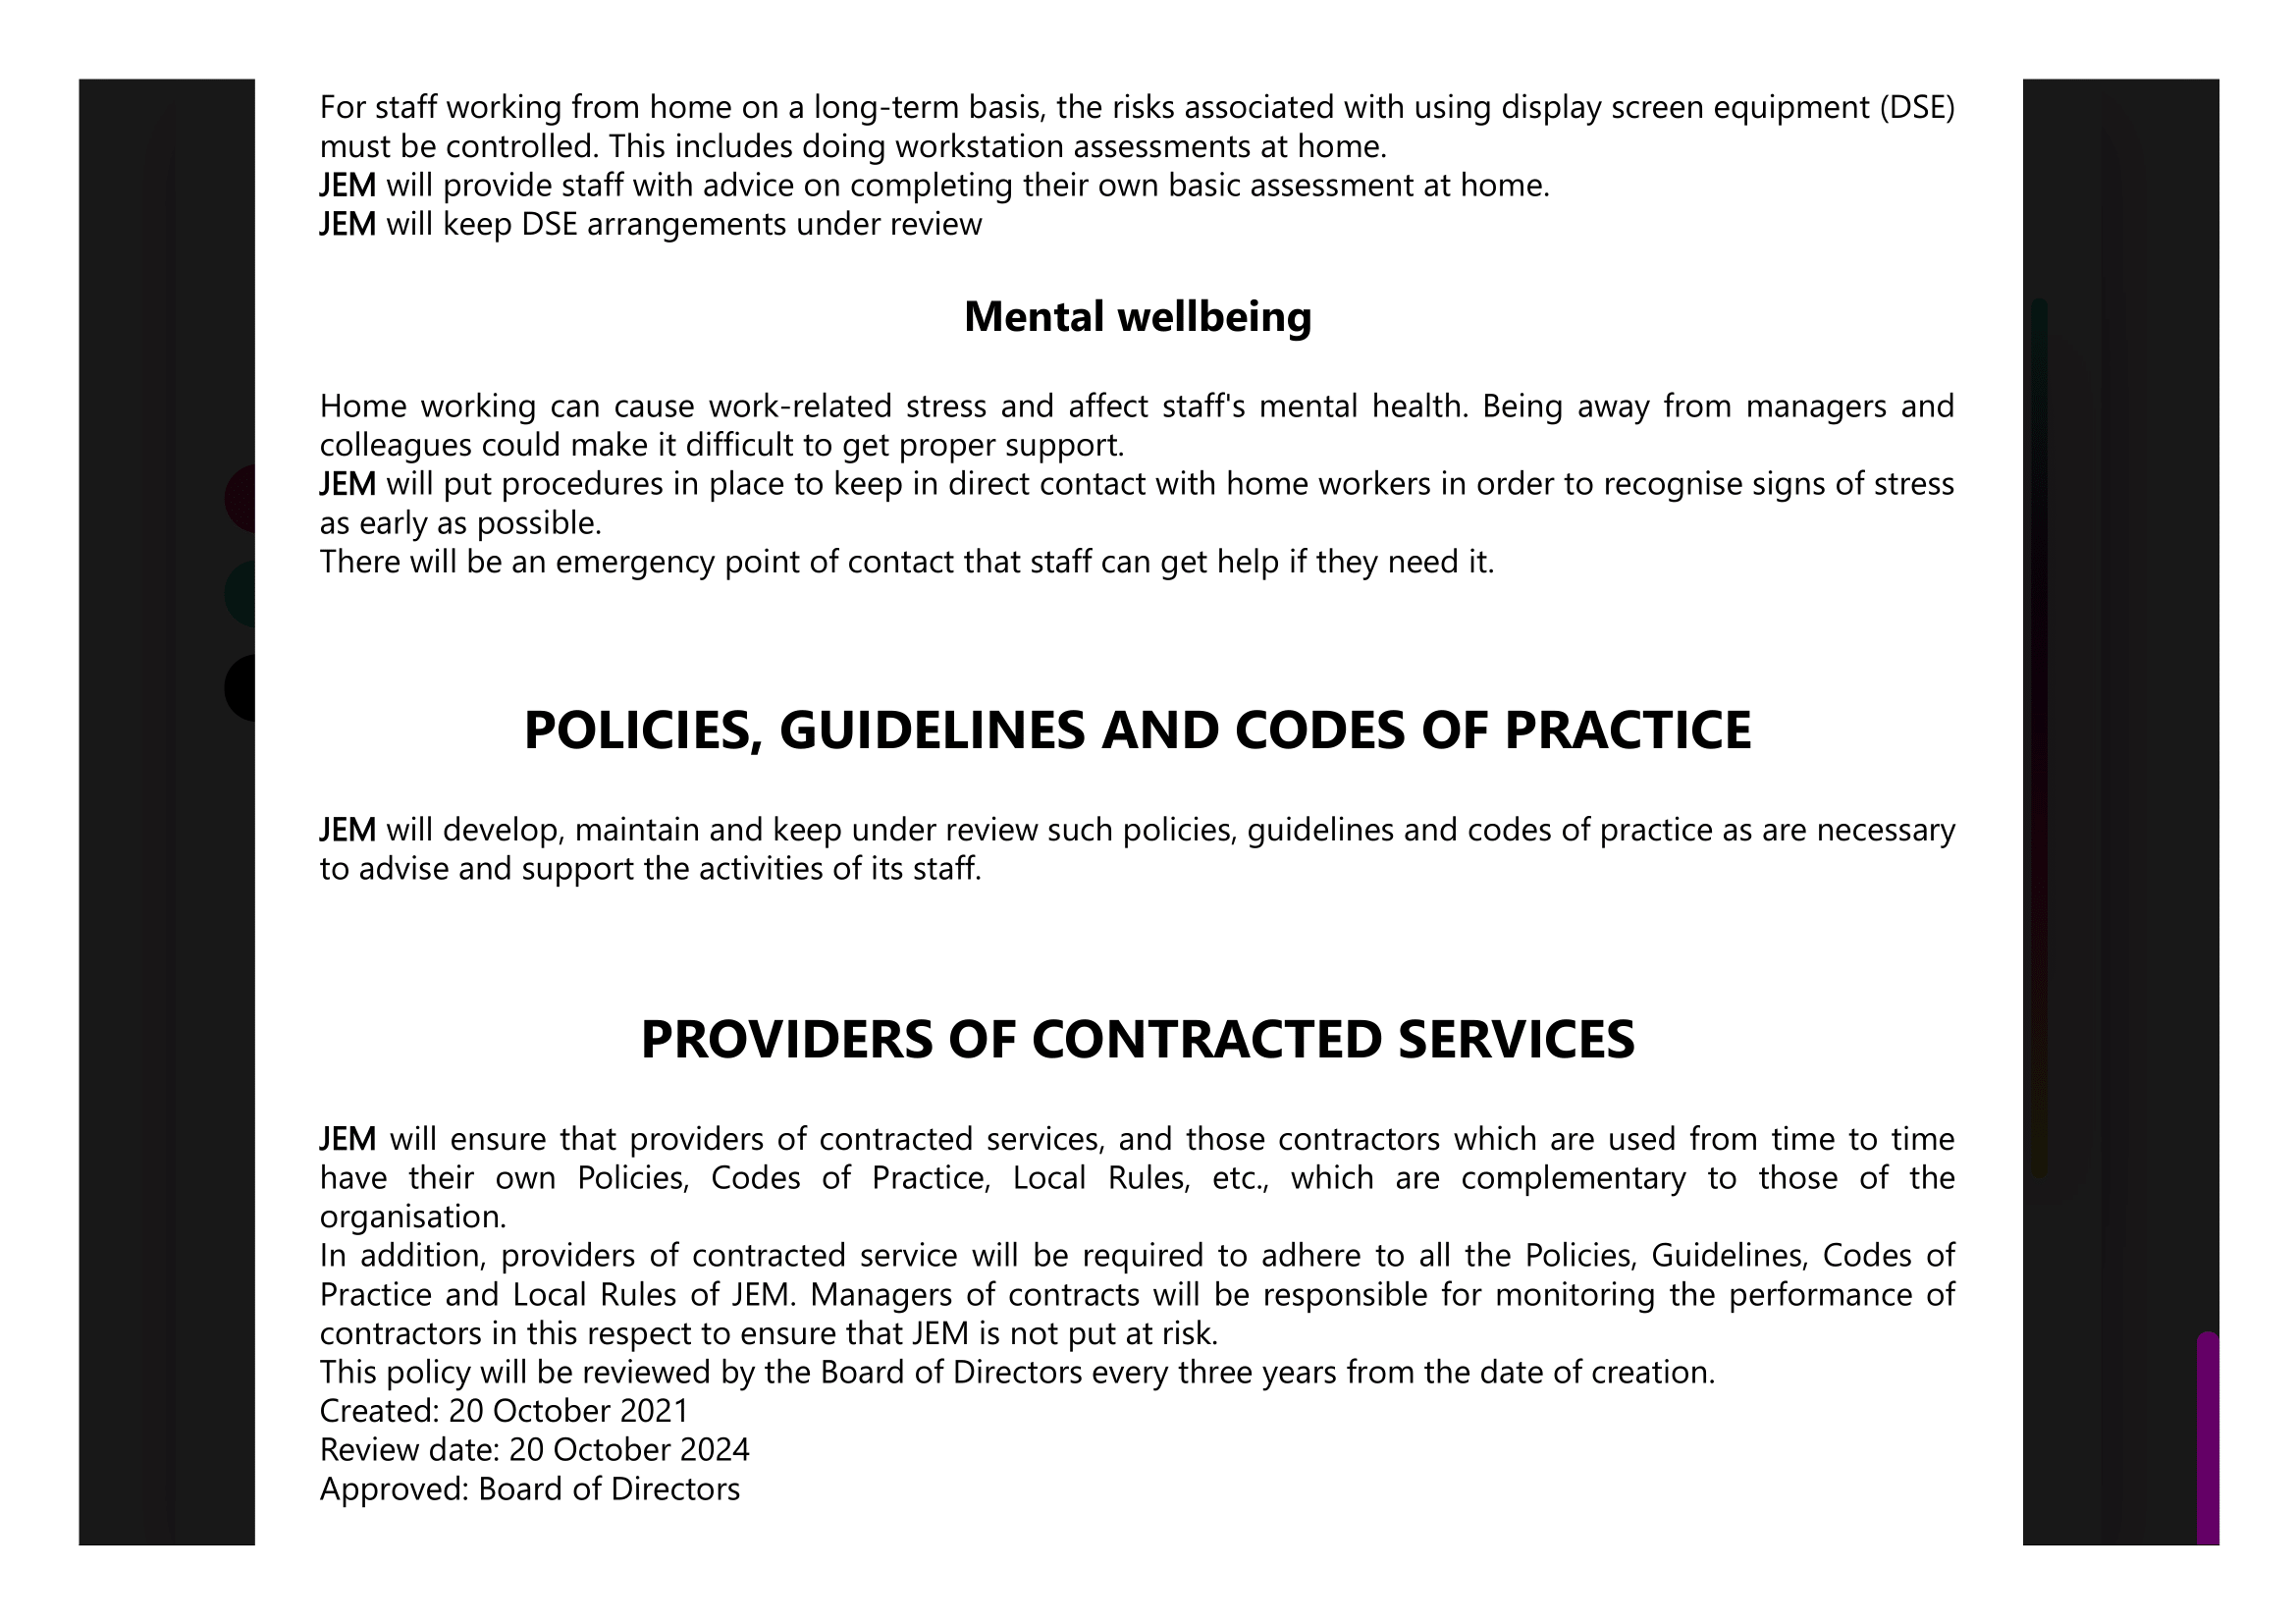 For staff working from home on a long-term basis, the risks associated with using display screen equipment (DSE)
must be controlled. This includes doing workstation assessments at home.
JEM will provide staff with advice on completing their own basic assessment at home.
JEM will keep DSE arrangements under review
Mental wellbeing
Home working can cause work-related stress and affect staff's mental health. Being away from managers and
colleagues could make it difficult to get proper support.
JEM will put procedures in place to keep in direct contact with home workers in order to recognise signs of stress
as early as possible.
There will be an emergency point of contact that staff can get help if they need it.
POLICIES, GUIDELINES AND CODES OF PRACTICE
JEM will develop, maintain and keep under review such policies, guidelines and codes of practice as are necessary
to advise and support the activities of its staff.
PROVIDERS OF CONTRACTED SERVICES
JEM will ensure that providers of contracted services, and those contractors which are used from time to time
have their own Policies, Codes of Practice, Local Rules, etc., which are complementary to those of the
organisation.
In addition, providers of contracted service will be required to adhere to all the Policies, Guidelines, Codes of
Practice and Local Rules of JEM. Managers of contracts will be responsible for monitoring the performance of
contractors in this respect to ensure that JEM is not put at risk.
This policy will be reviewed by the Board of Directors every three years from the date of creation.
Created: 20 October 2021
Review date: 20 October 2024
Approved: Board of Directors